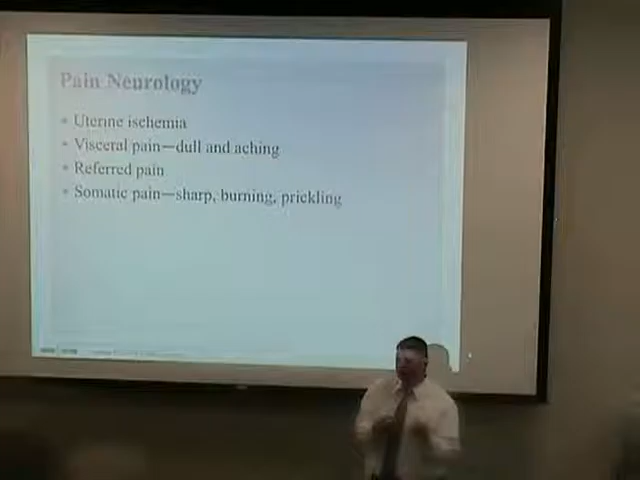 Pain Neurology
Uterine ischemia
Visceral pain—dull and aching
Referred pain
Somatic pain—sharp, burning, prickling